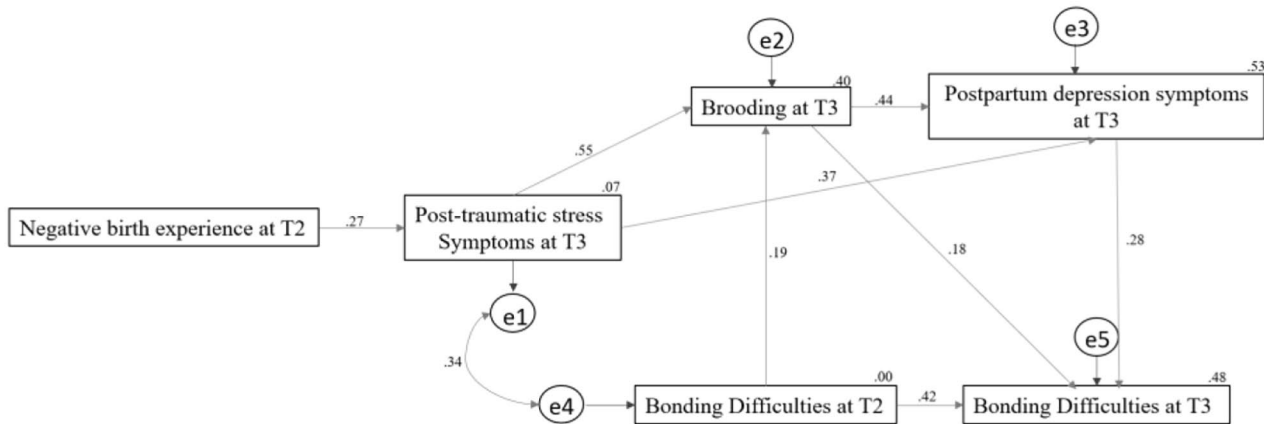 e2
e3
.40
.53
Brooding at T3
.44
Postpartum depression symptoms
at T3
.55
.37
.07
Negative birth experience at T2
.27
Post-traumatic stress
Symptoms at T3
.19
.18
.28
e1
e5
.34
e4
.00
.48
Bonding Difficulties at T2
.42
Bonding Difficulties at T3